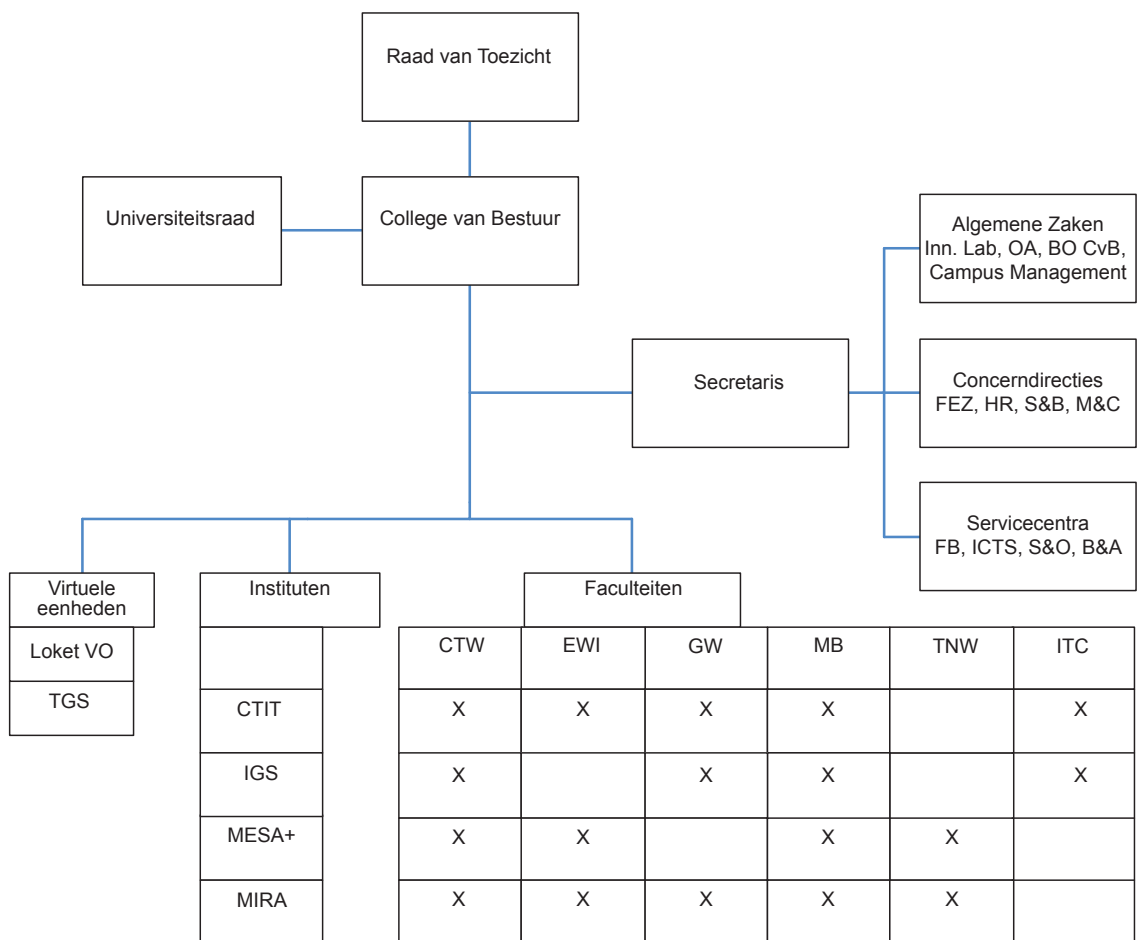 Raad van Toezicht
Universiteitsraad
College van Bestuur
Algemene Zaken
Inn. Lab, OA, BO CvB,
Campus Management
Secretaris
Concerndirecties
FEZ, HR, S&B, M&C
Servicecentra
FB, ICTS, S&O, B&A
Virtuele
eenheden
Loket VO
TGS
Instituten
Faculteiten
CTW EWI GW MB TNW ITC
CTIT X X X X X
IGS X X X X
MESA+ X X X X
MIRA X X X X X